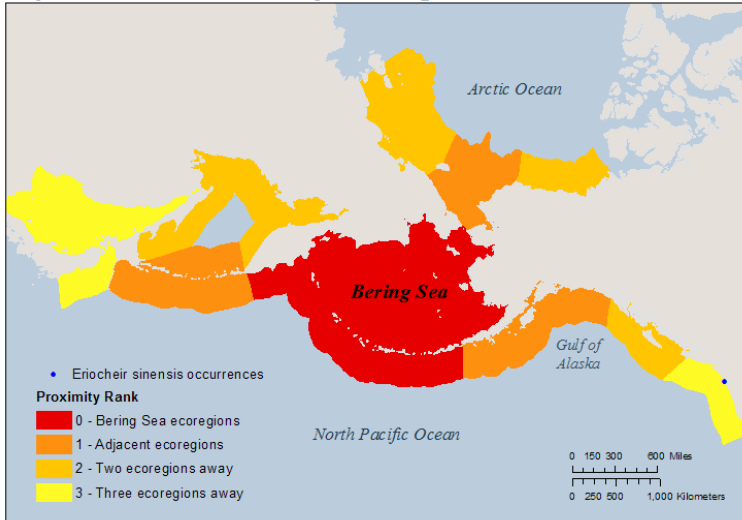 Arctic Ocean
Bering Sea
Gulf of
Alaska
North Pacific Ocean
Eriocheir sinensis occurrences
Proximity Rank
0 - Bering Sea ecoregions
1 - Adjacent ecoregions
2 - Two ecoregions away
3 - Three ecoregions away
0 150 300 600 Miles
0 250 500 1,000 Kilometers